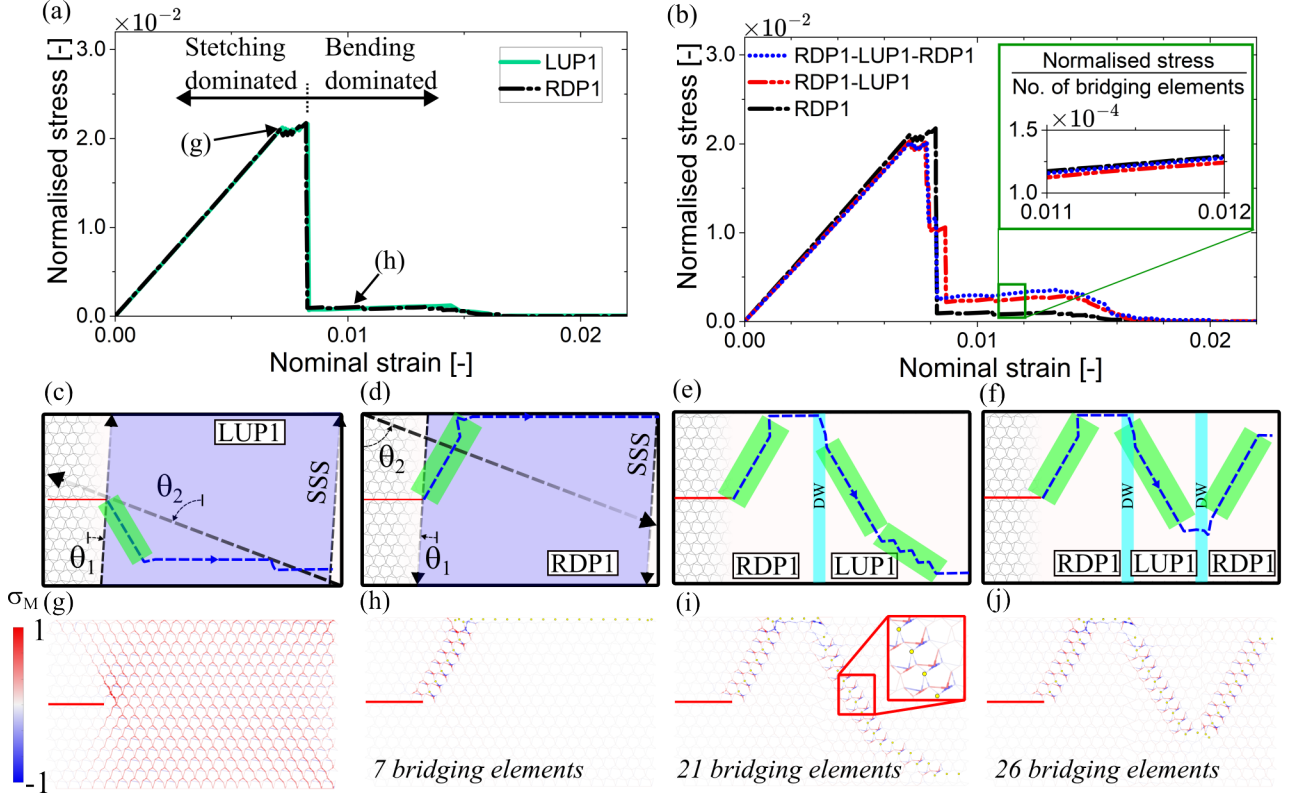 (a)
×10⁻²
3.0
2.0
1.0
0.0
Normalised stress [-]
Stetching
dominated
Bending
dominated
LUP1
RDP1
(g)
(h)
0.00
0.01
0.02
Nominal strain [-]
(b)
×10⁻²
3.0
2.0
1.0
0.0
Normalised stress [-]
RDP1-LUP1-RDP1
RDP1-LUP1
RDP1
Normalised stress
No. of bridging elements
×10⁻⁴
1.5
1.0
0.011
0.012
0.00
0.01
0.02
Nominal strain [-]
(c)
LUP1
θ₂
θ₁
SSS
(d)
θ₂
θ₁
SSS
RDP1
(e)
DW
RDP1
LUP1
(f)
DW
DW
RDP1
LUP1
RDP1
σM
1
-1
(g)
(h)
7 bridging elements
(i)
21 bridging elements
(j)
26 bridging elements